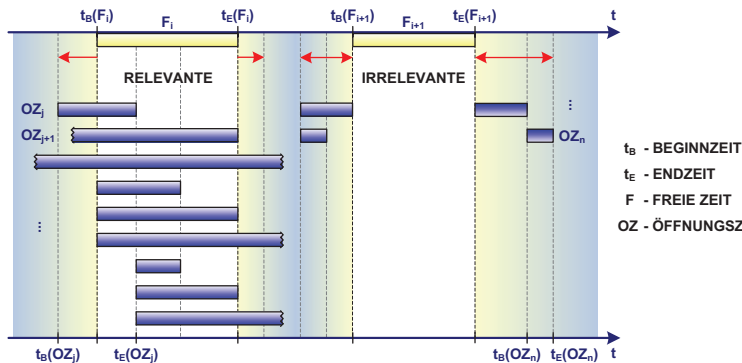 tB(Fi) tE(Fi) tB(Fi+1) tE(Fi+1) t
Fi Fi+1
RELEVANTE IRRELEVANTE
OZj ...
OZj+1 OZn
tB - BEGINNZEIT
tE - ENDZEIT
F - FREIE ZEIT
...
OZ - ÖFFNUNGSZ
tB(OZj) tE(OZj) tB(OZn) tE(OZn) t